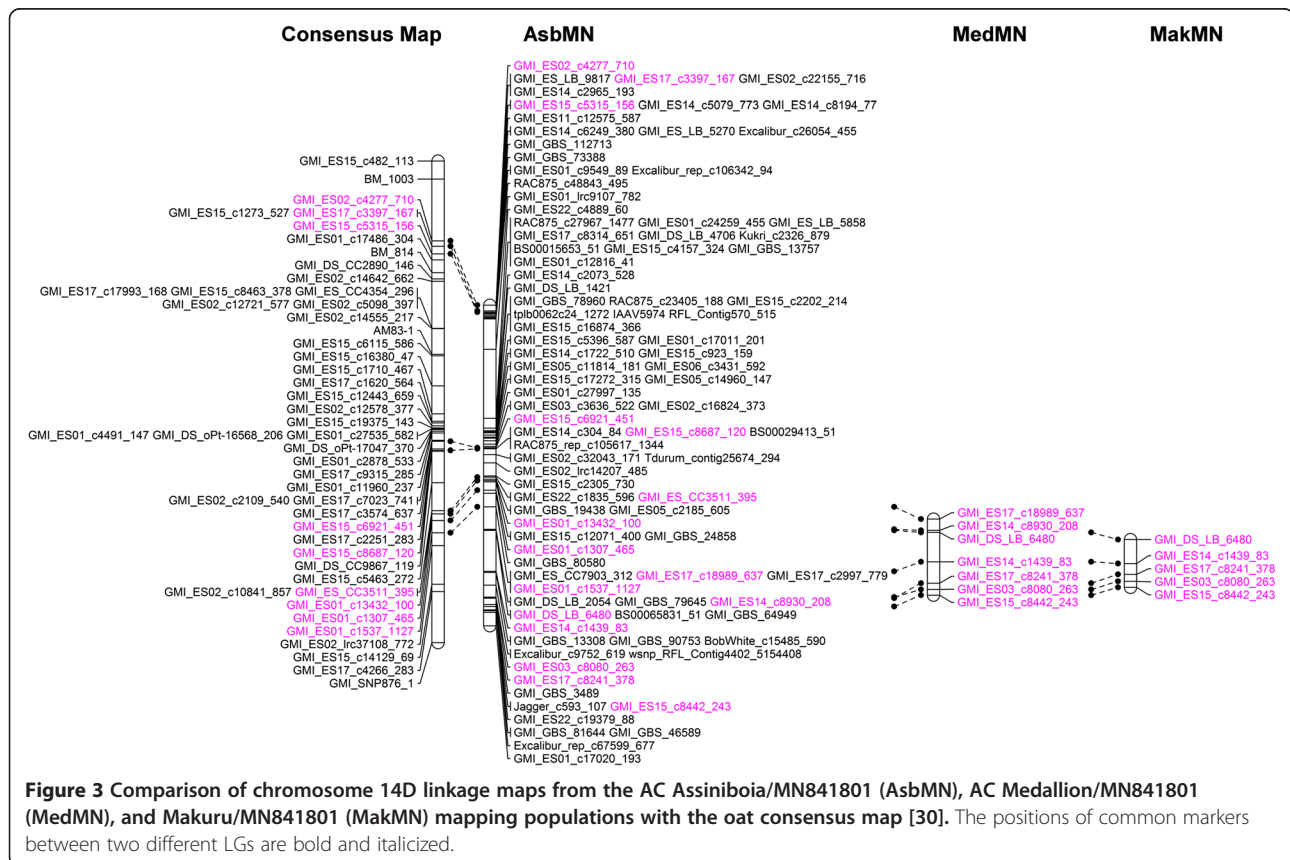 Consensus Map
AsbMN
MedMN
MakMN
GMI_ES15_c482_113
BM_1003
GMI_ES02_c4277_710
GMI_ES15_c1273_527 GMI_ES17_c3397_167
GMI_ES15_c5315_156
GMI_ES01_c17486_304
BM_814
GMI_DS_CC2890_146
GMI_ES02_c14642_662
GMI_ES17_c17993_168 GMI_ES15_c8463_378 GMI_ES_CC4354_296
GMI_ES02_c12721_577 GMI_ES02_c5098_397
GMI_ES02_c14555_217
AM83-1
GMI_ES15_c6115_586
GMI_ES15_c16380_47
GMI_ES15_c1710_467
GMI_ES17_c1620_564
GMI_ES15_c12443_659
GMI_ES02_c12578_377
GMI_ES15_c19375_143
GMI_ES01_c4491_147 GMI_DS_oPt-16568_206 GMI_ES01_c27535_582
GMI_DS_oPt-17047_370
GMI_ES01_c2878_533
GMI_ES17_c9315_285
GMI_ES01_c11960_237
GMI_ES02_c2109_540 GMI_ES17_c7023_741
GMI_ES17_c3574_637
GMI_ES15_c6921_451
GMI_ES17_c2251_283
GMI_ES15_c8687_120
GMI_DS_CC9867_119
GMI_ES15_c5463_272
GMI_ES02_c10841_857 GMI_ES_CC3511_395
GMI_ES01_c13432_100
GMI_ES01_c1307_465
GMI_ES01_c1537_1127
GMI_ES02_lrc37108_772
GMI_ES15_c14129_69
GMI_ES17_c4266_283
GMI_SNP876_1
GMI_ES02_c4277_710
GMI_ES_LB_9817 GMI_ES17_c3397_167 GMI_ES02_c22155_716
GMI_ES14_c2965_193
GMI_ES15_c5315_156 GMI_ES14_c5079_773 GMI_ES14_c8194_77
GMI_ES11_c12575_587
GMI_ES14_c6249_380 GMI_ES_LB_5270 Excalibur_c26054_455
GMI_GBS_112713
GMI_GBS_73388
GMI_ES01_c9549_89 Excalibur_rep_c106342_94
RAC875_c48843_495
GMI_ES01_lrc9107_782
GMI_ES22_c4889_60
RAC875_c27967_1477 GMI_ES01_c24259_455 GMI_ES_LB_5858
GMI_ES17_c8314_651 GMI_DS_LB_4706 Kukri_c2326_879
BS00015653_51 GMI_ES15_c4157_324 GMI_GBS_13757
GMI_ES01_c12816_41
GMI_ES14_c2073_528
GMI_DS_LB_1421
GMI_GBS_78960 RAC875_c23405_188 GMI_ES15_c2202_214
tplb0062c24_1272 IAAV5974 RFL_Contig570_515
GMI_ES15_c16874_366
GMI_ES15_c5396_587 GMI_ES01_c17011_201
GMI_ES14_c1722_510 GMI_ES15_c923_159
GMI_ES05_c11814_181 GMI_ES06_c3431_592
GMI_ES15_c17272_315 GMI_ES05_c14960_147
GMI_ES01_c27997_135
GMI_ES03_c3636_522 GMI_ES02_c16824_373
GMI_ES15_c6921_451
GMI_ES14_c304_84 GMI_ES15_c8687_120 BS00029413_51
RAC875_rep_c105617_1344
GMI_ES02_c32043_171 Tdurum_contig25674_294
GMI_ES02_lrc14207_485
GMI_ES15_c2305_730
GMI_ES22_c1835_596 GMI_ES_CC3511_395
GMI_GBS_19438 GMI_ES05_c2185_605
GMI_ES01_c13432_100
GMI_ES15_c12071_400 GMI_GBS_24858
GMI_ES01_c1307_465
GMI_GBS_80580
GMI_ES_CC7903_312 GMI_ES17_c18989_637 GMI_ES17_c2997_779
GMI_ES01_c1537_1127
GMI_DS_LB_2054 GMI_GBS_79645 GMI_ES14_c8930_208
GMI_DS_LB_6480 BS00065831_51 GMI_GBS_64949
GMI_ES14_c1439_83
GMI_GBS_13308 GMI_GBS_90753 BobWhite_c15485_590
Excalibur_c9752_619 wsnp_RFL_Contig4402_5154408
GMI_ES03_c8080_263
GMI_ES17_c8241_378
GMI_GBS_3489
Jagger_c593_107 GMI_ES15_c8442_243
GMI_ES22_c19379_88
GMI_GBS_81644 GMI_GBS_46589
Excalibur_rep_c67599_677
GMI_ES01_c17020_193
GMI_ES17_c18989_637
GMI_ES14_c8930_208
GMI_DS_LB_6480
GMI_ES14_c1439_83
GMI_ES17_c8241_378
GMI_ES03_c8080_263
GMI_ES15_c8442_243
GMI_DS_LB_6480
GMI_ES14_c1439_83
GMI_ES17_c8241_378
GMI_ES03_c8080_263
GMI_ES15_c8442_243
Figure 3 Comparison of chromosome 14D linkage maps from the AC Assiniboia/MN841801 (AsbMN), AC Medallion/MN841801
(MedMN), and Makuru/MN841801 (MakMN) mapping populations with the oat consensus map [30]. The positions of common markers
between two different LGs are bold and italicized.